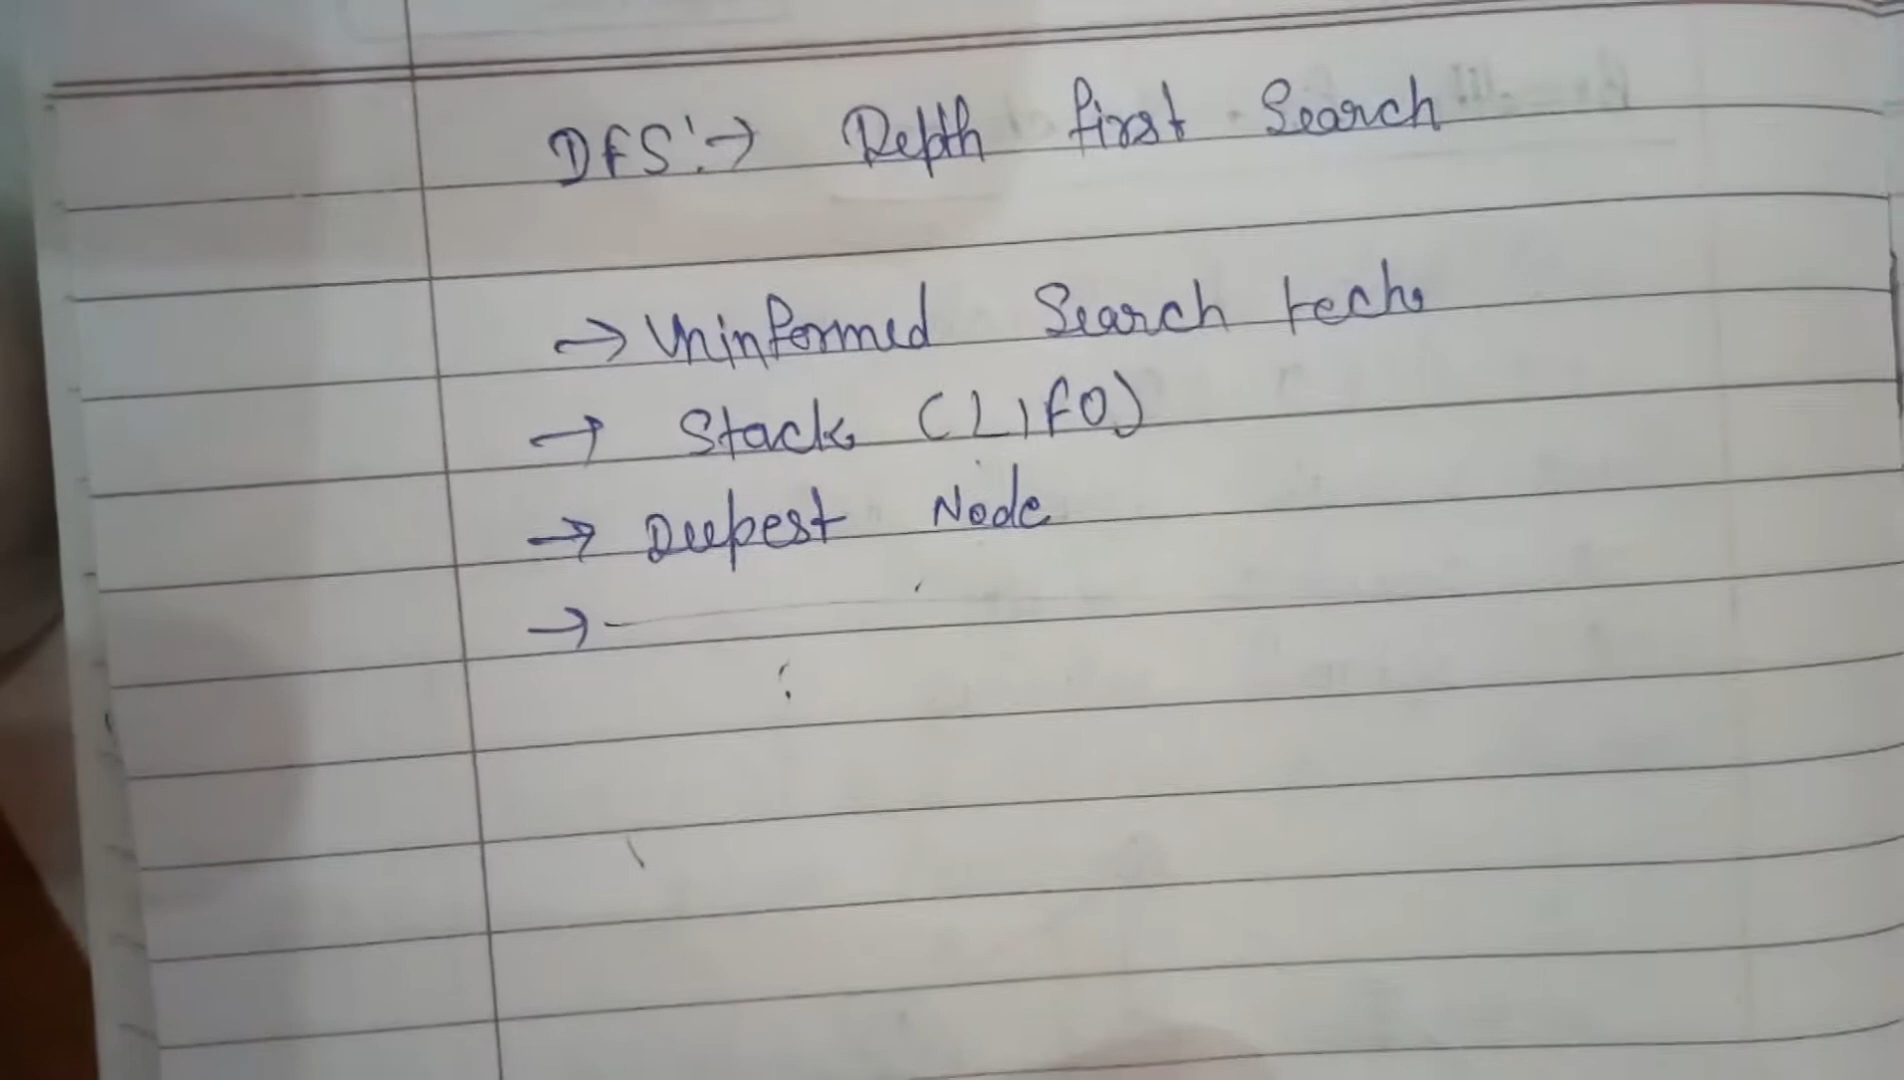 DFS :→ Depth first Search
→ Uninformed Search tech.
→ Stack (LIFO)
→ Deepest Node
→